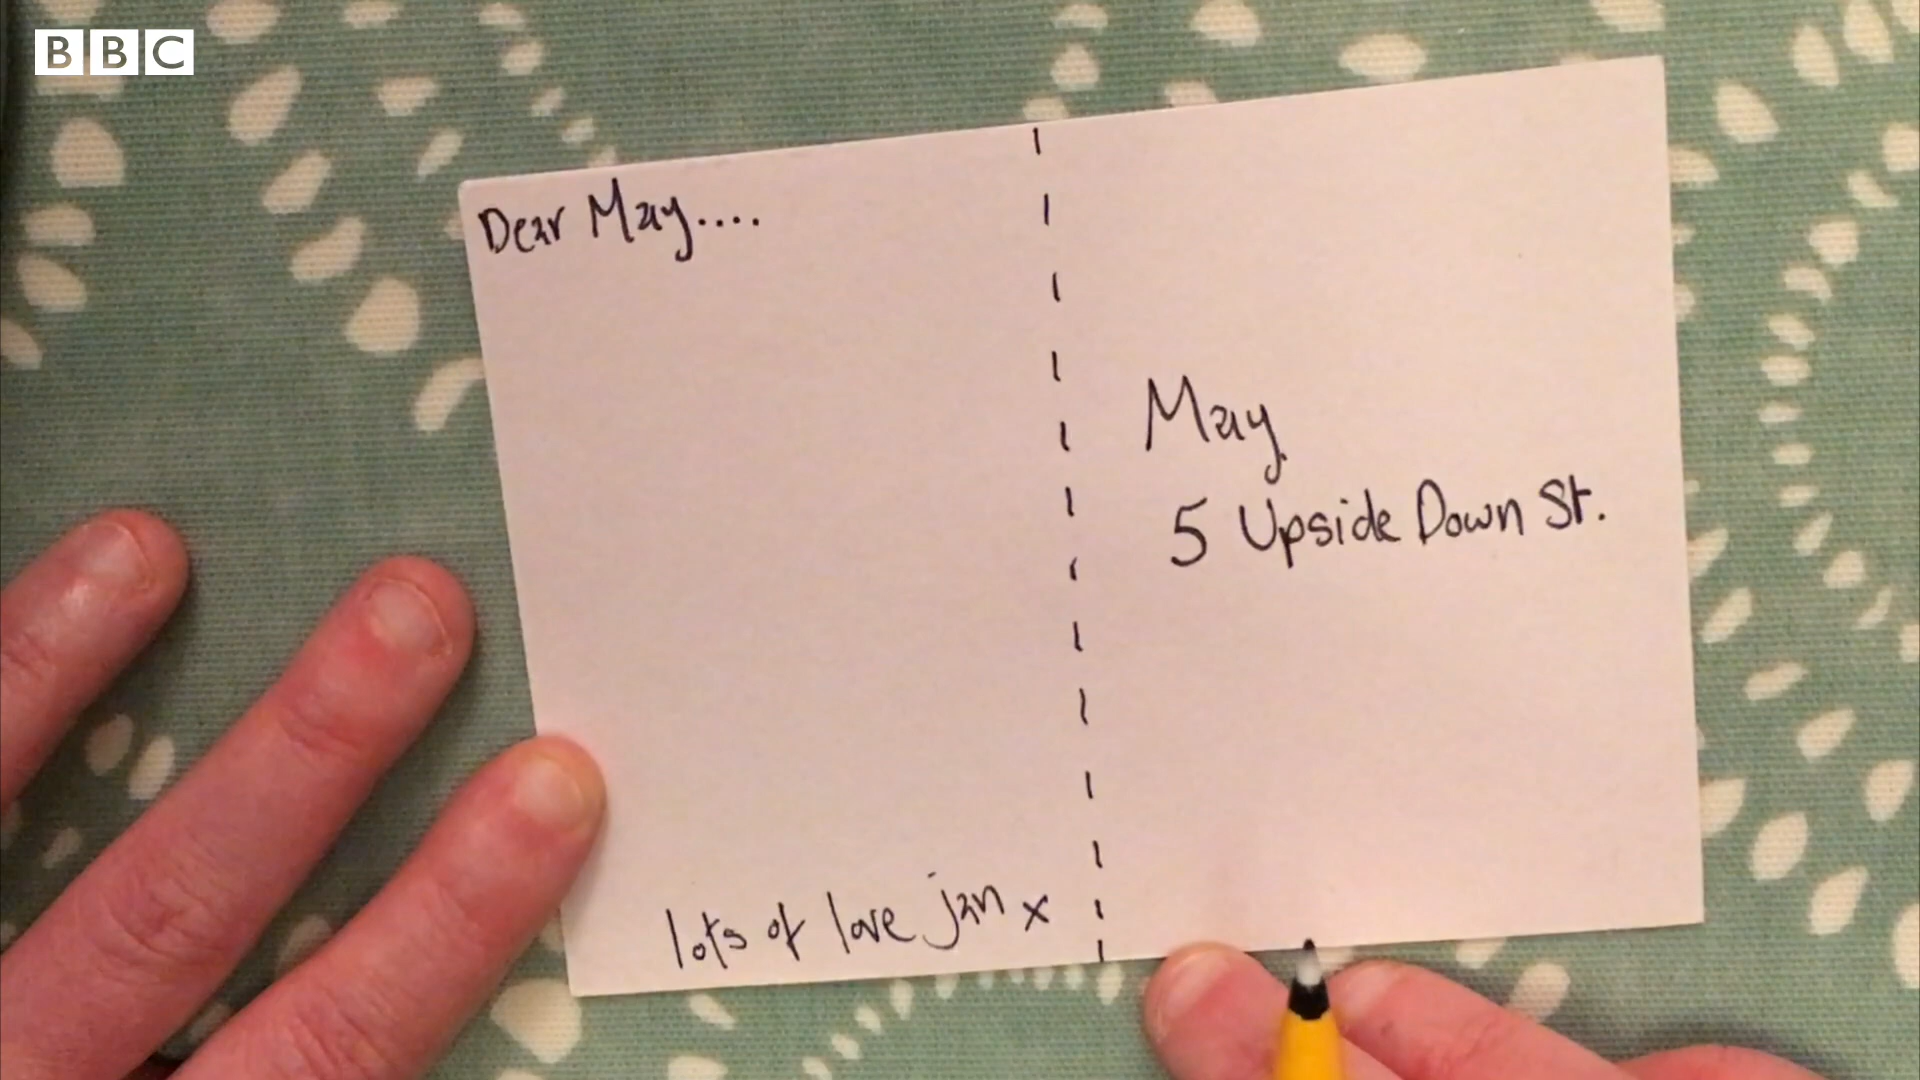 BBC
Dear May....
lots of love jan x
May
5 Upside Down St.